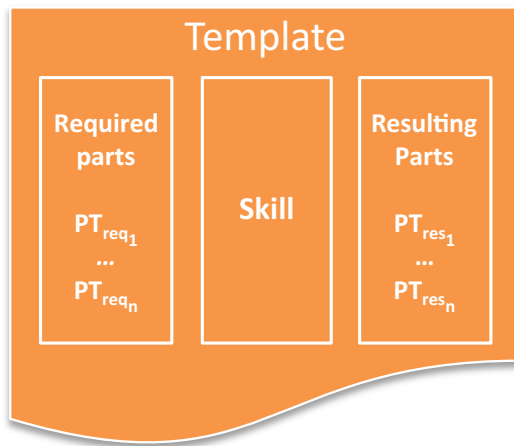 Template
Required
parts
PTreq1
...
PTreqn
Skill
Resulting
Parts
PTres1
...
PTresn